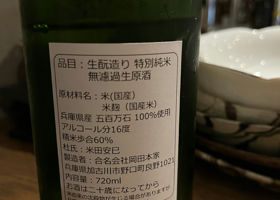 品目：生酛造り 特別純米
無濾過生原酒
原材料名：米(国産)
米麹（国産米）
兵庫県産 五百万石 100%使用
アルコール分16度
精米歩合60%
杜氏：米田安巳
製造者：合名会社岡田本家
兵庫県加古川市野口町良野1021
内容量：720ml
お酒は二十歳になってから